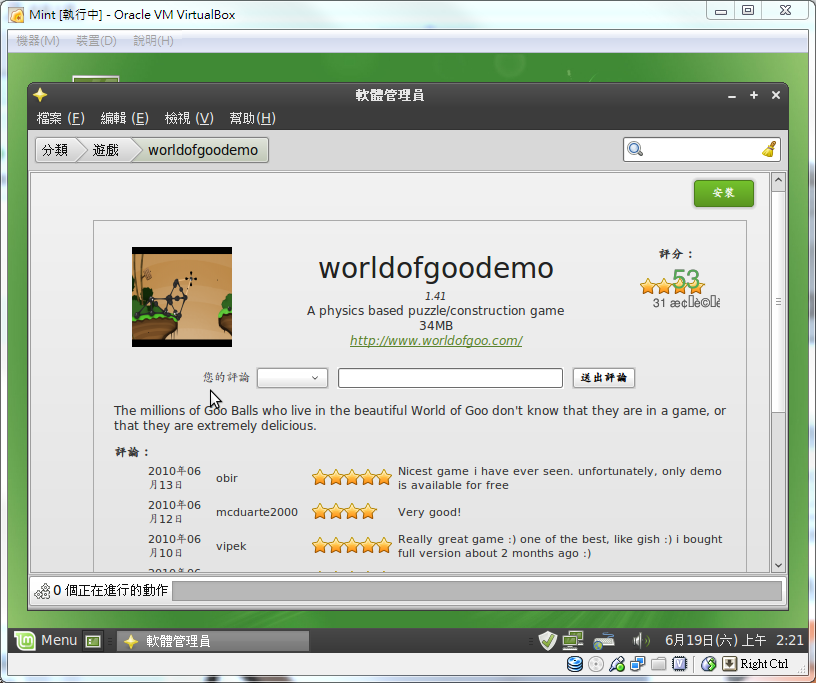 Mint [執行中] - Oracle VM VirtualBox
機器(M) 裝置(D) 說明(H)
軟體管理員
檔案 (F) 編輯 (E) 檢視 (V) 幫助(H)
分類 遊戲 worldofgoodemo
安裝
worldofgoodemo
1.41
A physics based puzzle/construction game
34MB
http://www.worldofgoo.com/
評分：
53
31
您的評論 送出評論
The millions of Goo Balls who live in the beautiful World of Goo don't know that they are in a game, or
that they are extremely delicious.
評論：
2010年06月13日 obir Nicest game i have ever seen. unfortunately, only demo
is available for free
2010年06月12日 mcduarte2000 Very good!
2010年06月10日 vipek Really great game :) one of the best, like gish :) i bought
full version about 2 months ago :)
0 個正在進行的動作
Menu 軟體管理員 6月19日(六) 上午 2:21
Right Ctrl